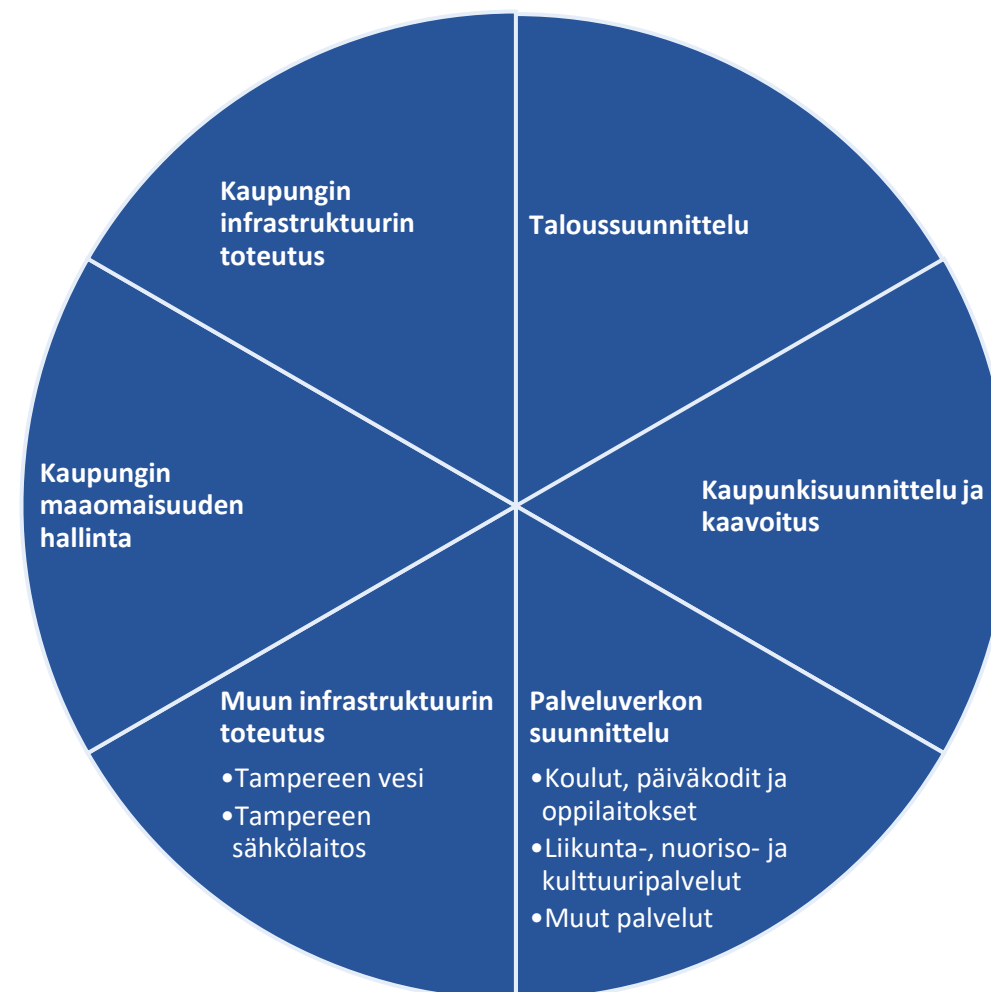 Kaupungin
infrastruktuurin
toteutus
Taloussuunnittelu
Kaupunkisuunnittelu ja
kaavoitus
Palveluverkon
suunnittelu
•Koulut, päiväkodit ja
oppilaitokset
•Liikunta-, nuoriso- ja
kulttuuripalvelut
•Muut palvelut
Muun infrastruktuurin
toteutus
•Tampereen vesi
•Tampereen
sähkölaitos
Kaupungin
maaomaisuuden
hallinta